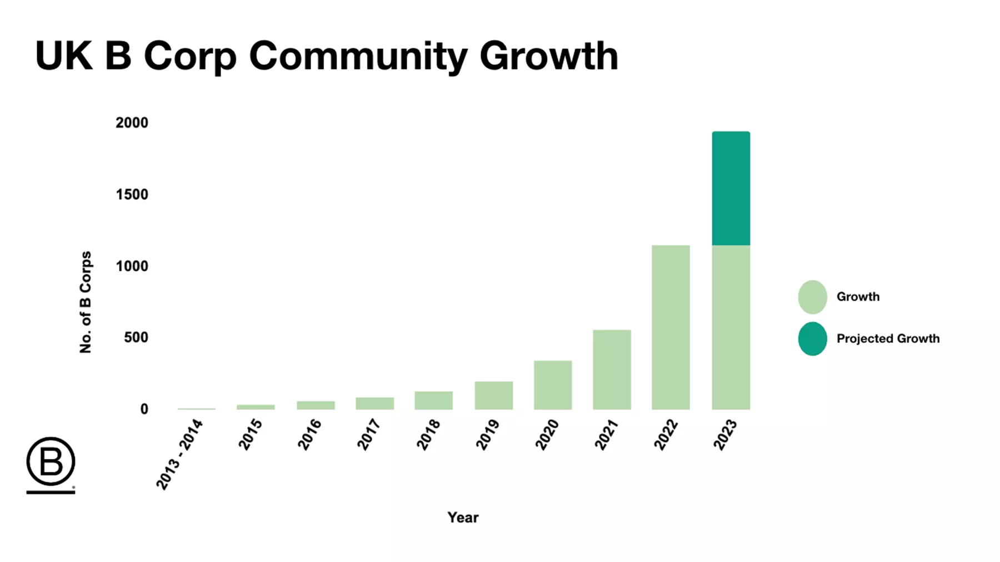 UK B Corp Community Growth
2000
1500
1000
500
0
No. of B Corps
2013 - 2014
2015
2016
2017
2018
2019
2020
2021
2022
2023
Year
Growth
Projected Growth
B